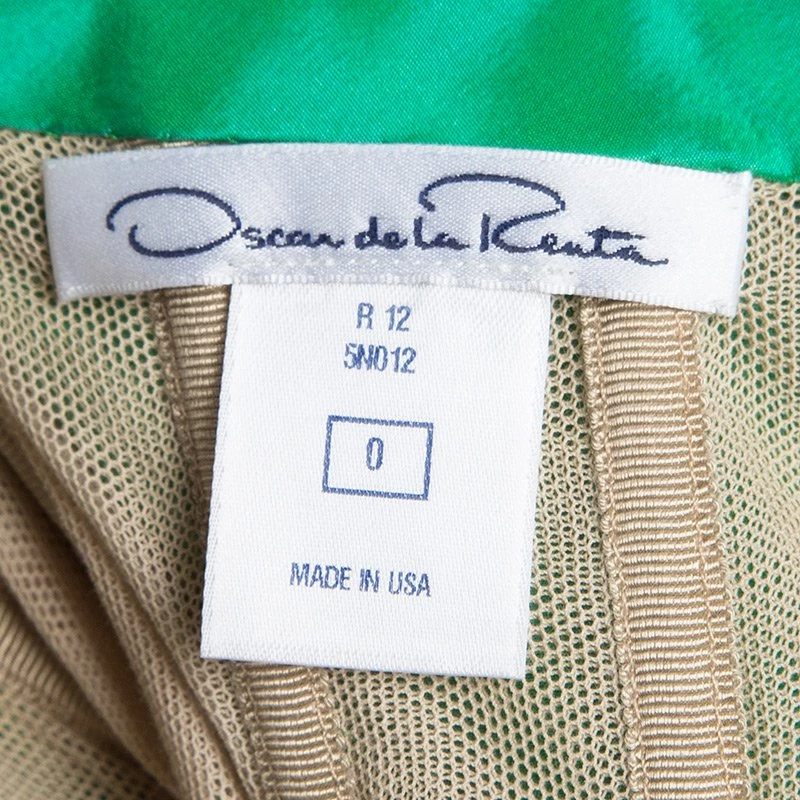 Oscar de la Renta
R 12
5N012
0
MADE IN USA